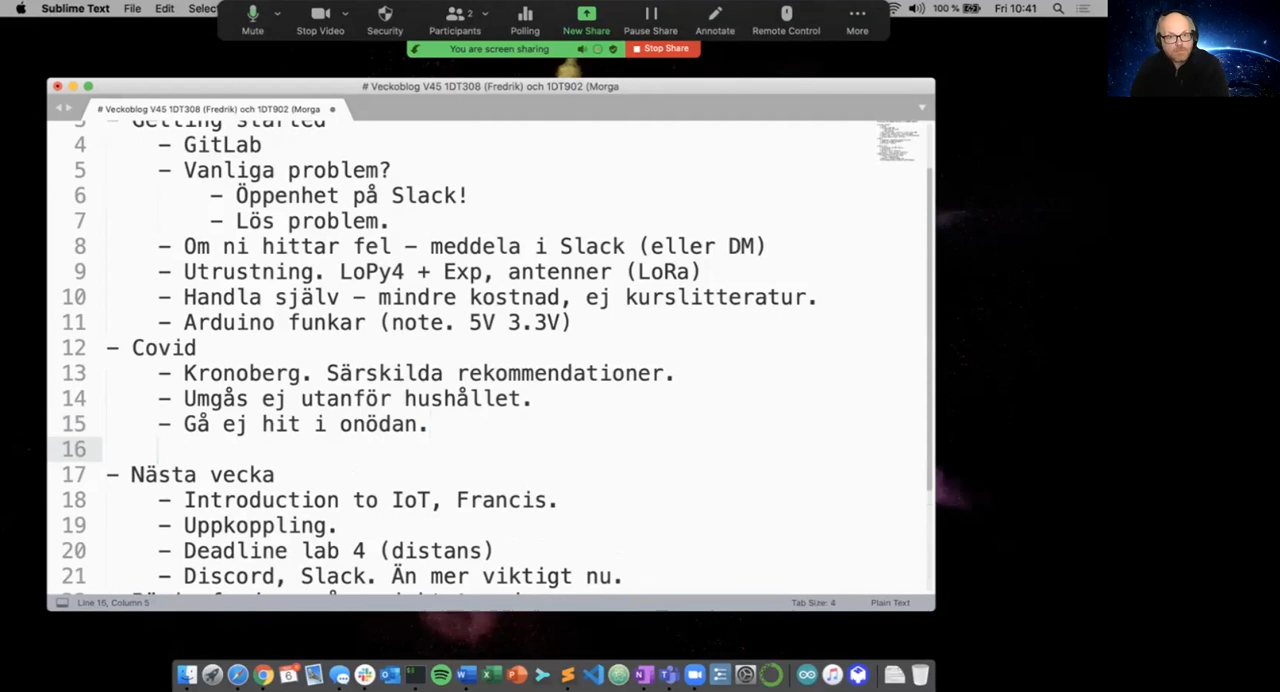 Sublime Text File Edit Selec
100 % Fri 10:41
Mute Stop Video Security Participants 2 Polling New Share Pause Share Annotate Remote Control More
You are screen sharing Stop Share
# Veckoblog V45 1DT308 (Fredrik) och 1DT902 (Morga
# Veckoblog V45 1DT308 (Fredrik) och 1DT902 (Morga
3 - Getting started
4 - GitLab
5 - Vanliga problem?
6 - Öppenhet på Slack!
7 - Lös problem.
8 - Om ni hittar fel - meddela i Slack (eller DM)
9 - Utrustning. LoPy4 + Exp, antenner (LoRa)
10 - Handla själv - mindre kostnad, ej kurslitteratur.
11 - Arduino funkar (note. 5V 3.3V)
12 - Covid
13 - Kronoberg. Särskilda rekommendationer.
14 - Umgås ej utanför hushållet.
15 - Gå ej hit i onödan.
16
17 - Nästa vecka
18 - Introduction to IoT, Francis.
19 - Uppkoppling.
20 - Deadline lab 4 (distans)
21 - Discord, Slack. Än mer viktigt nu.
Line 16, Column 5 Tab Size: 4 Plain Text